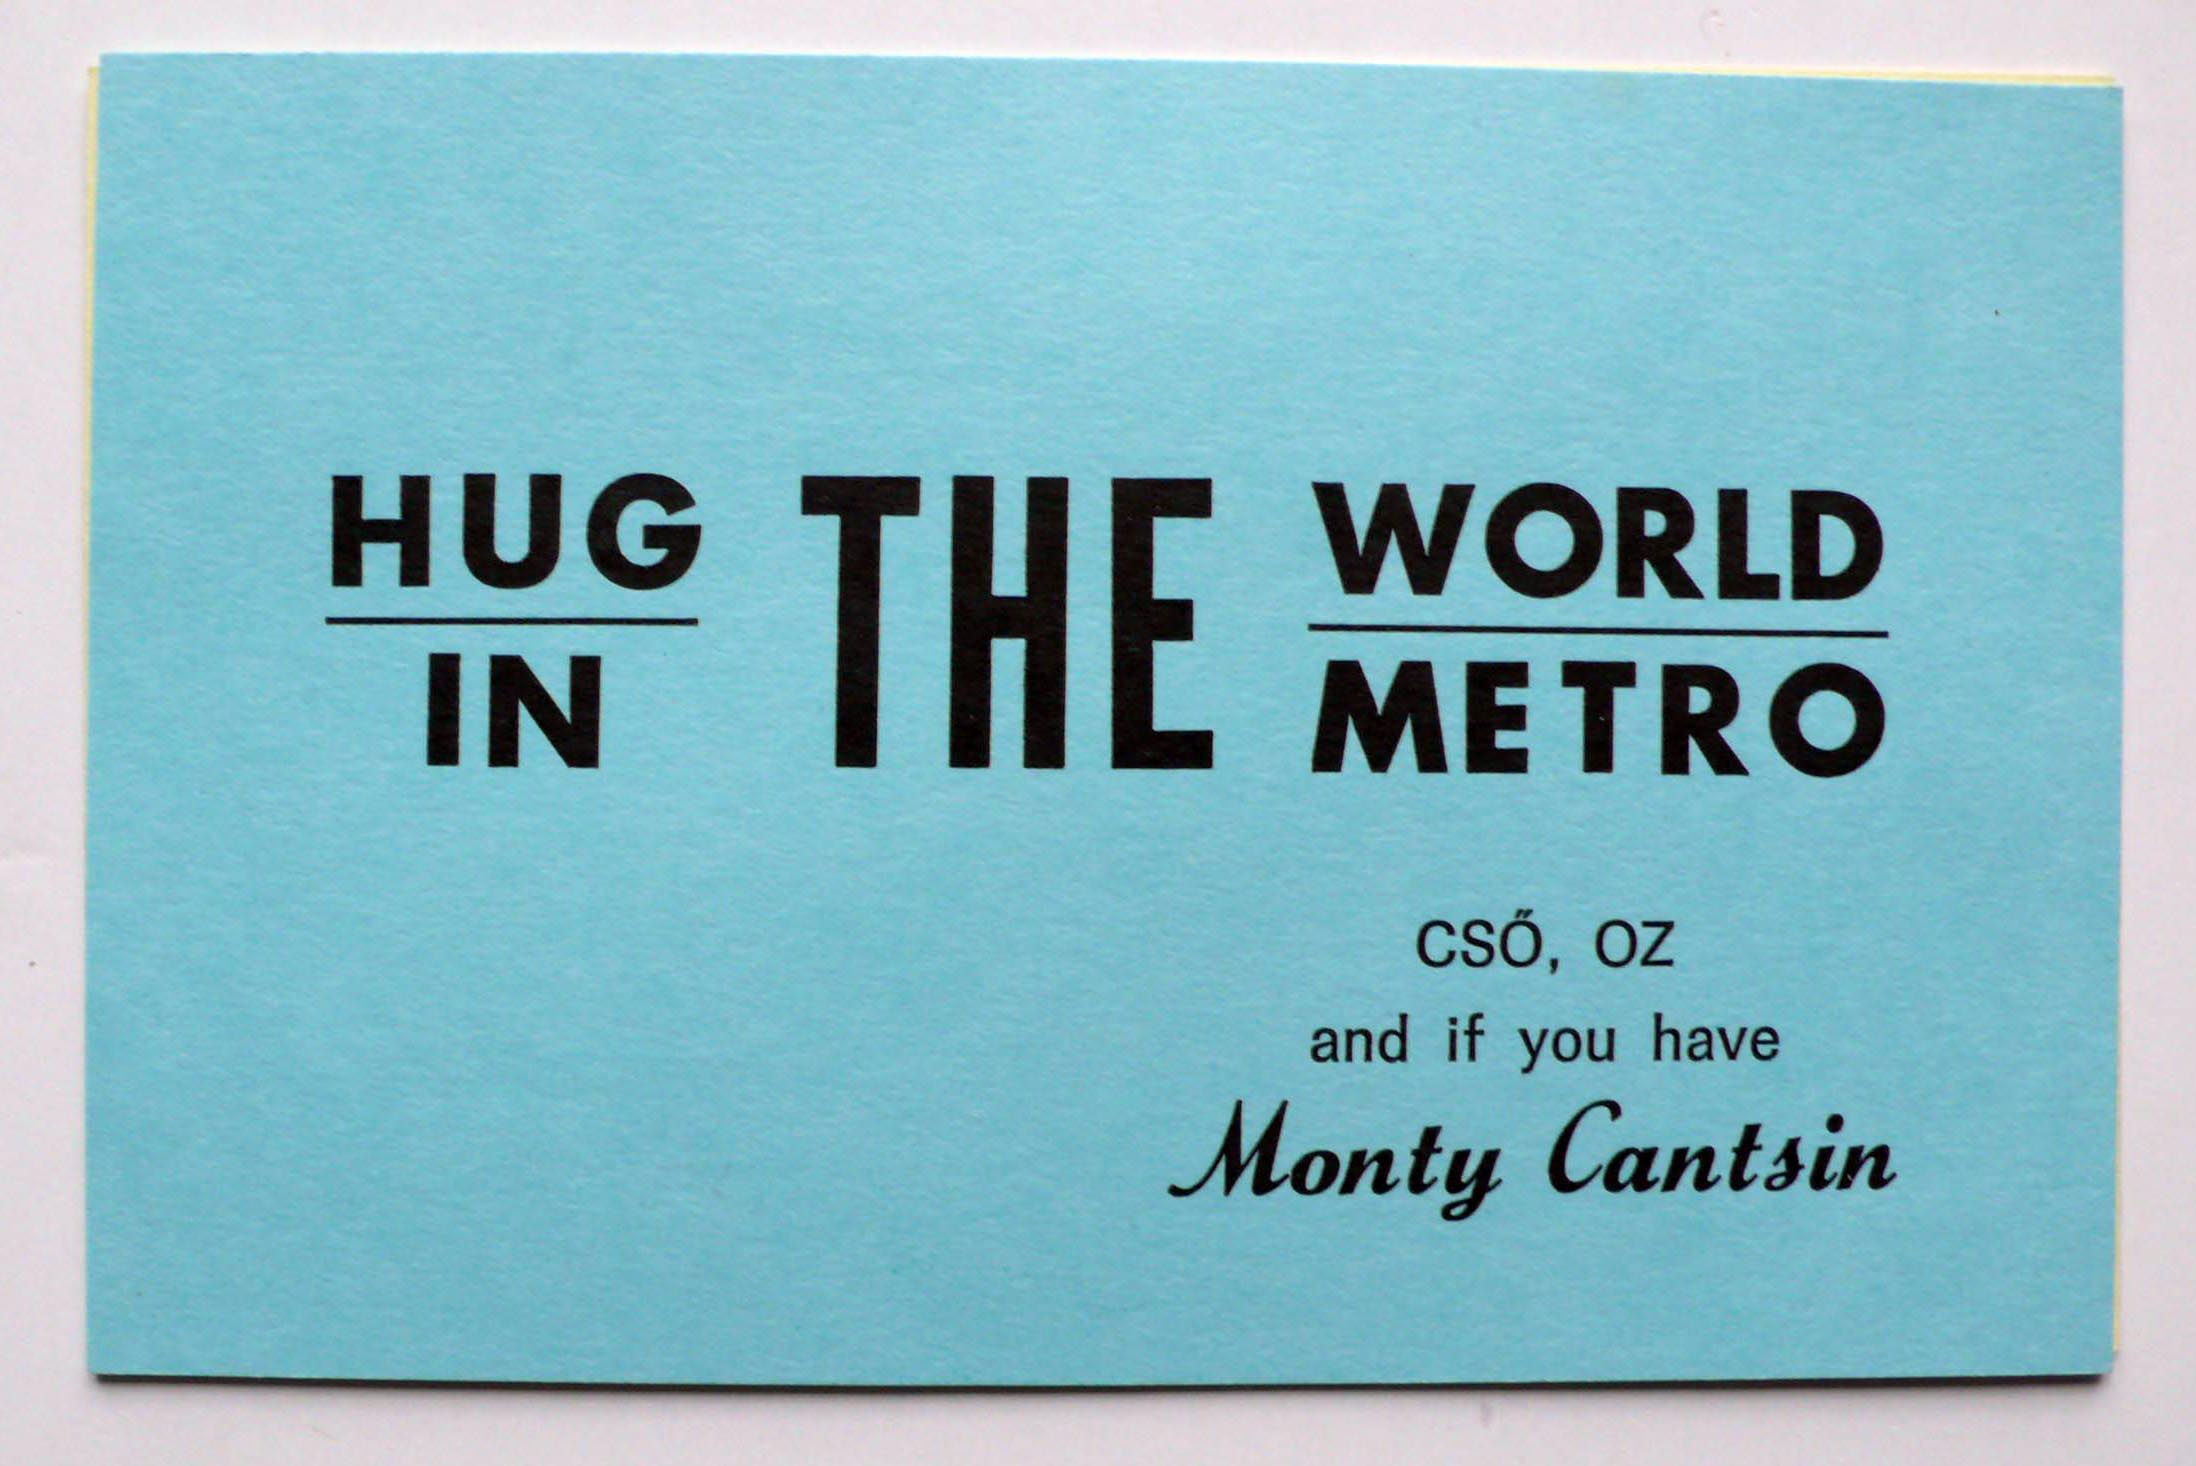 HUG THE WORLD
IN METRO
CSŐ, OZ
and if you have
Monty Cantsin